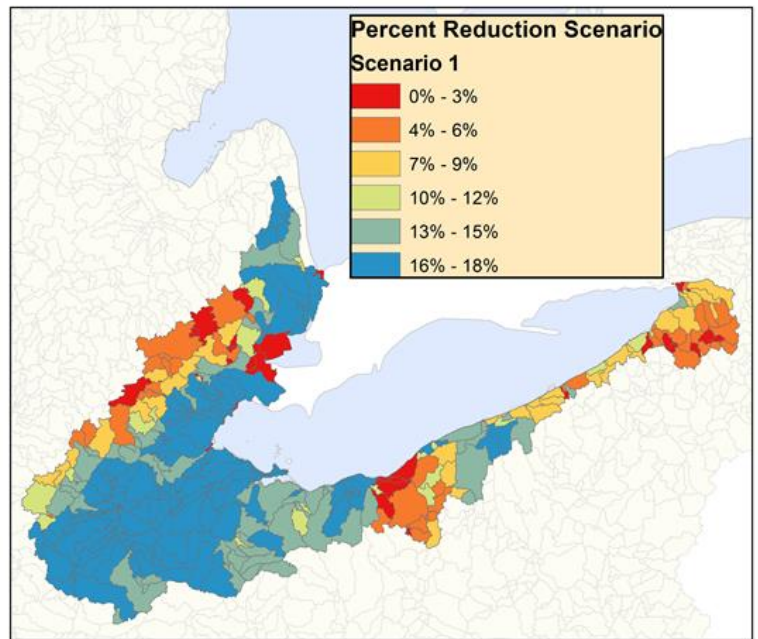 Percent Reduction Scenario
Scenario 1
0% - 3%
4% - 6%
7% - 9%
10% - 12%
13% - 15%
16% - 18%